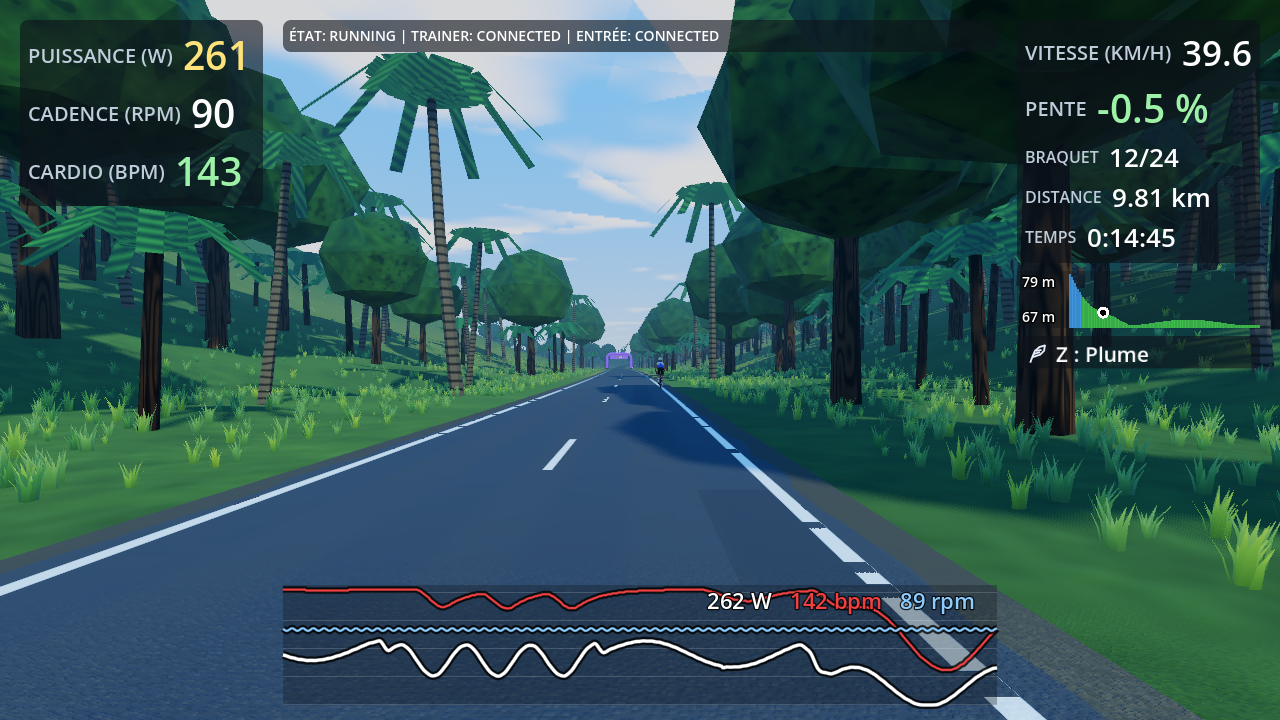 PUISSANCE (W) 261
CADENCE (RPM) 90
CARDIO (BPM) 143
ÉTAT: RUNNING | TRAINER: CONNECTED | ENTRÉE: CONNECTED
VITESSE (KM/H) 39.6
PENTE -0.5 %
BRAQUET 12/24
DISTANCE 9.81 km
TEMPS 0:14:45
79 m
67 m
Z : Plume
262 W 142 bpm 89 rpm